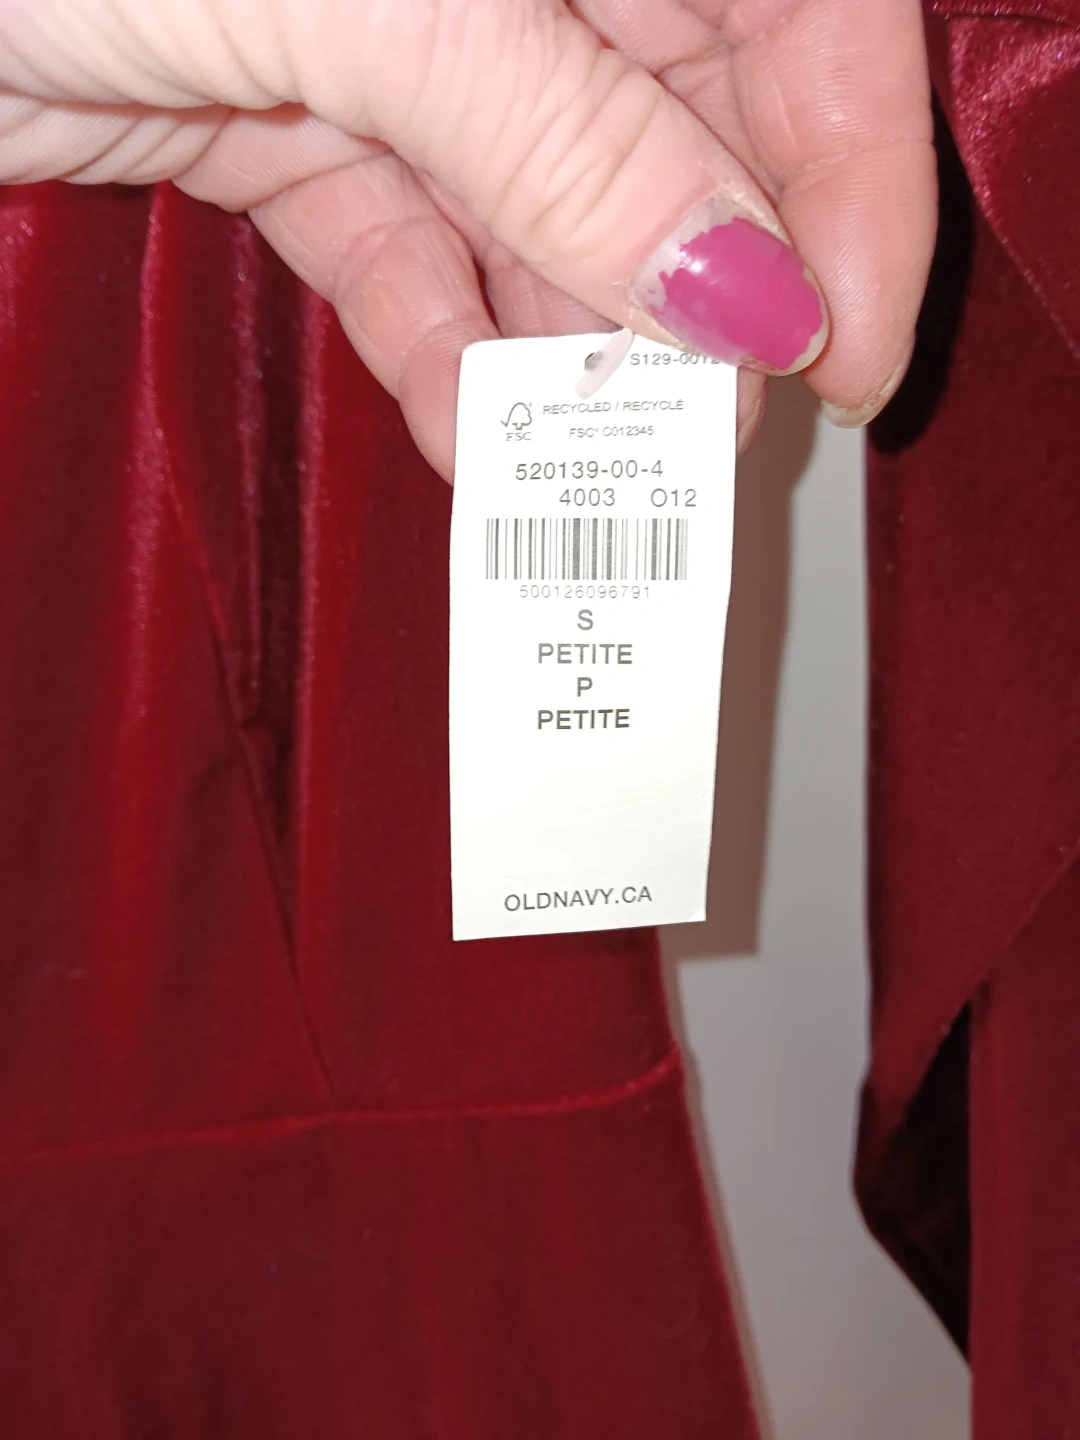 S129-0012
RECYCLED / RECYCLÉ
FSC
FSC® C012345
520139-00-4
4003 O12
500126096791
S
PETITE
P
PETITE
OLDNAVY.CA